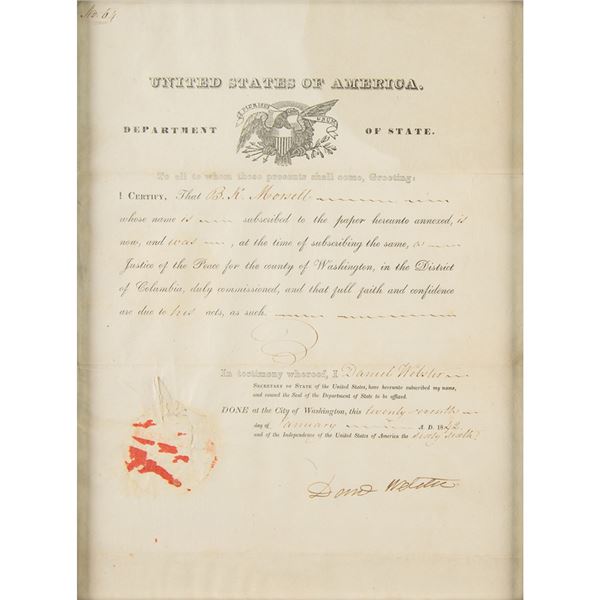 No. 64
UNITED STATES OF AMERICA.
E PLURIBUS UNUM
DEPARTMENT OF STATE.
To all to whom these presents shall come, Greeting:
I CERTIFY, That B. K. Morsell
whose name is subscribed to the paper hereunto annexed, is
now, and was, at the time of subscribing the same, a
Justice of the Peace for the county of Washington, in the District
of Columbia, duly commissioned, and that full faith and confidence
are due to his acts, as such
In testimony whereof, I Daniel Webster
SECRETARY OF STATE of the United States, have hereunto subscribed my name,
and caused the Seal of the Department of State to be affixed.
DONE at the City of Washington, this twenty seventh
day of January A. D. 1842
and of the Independence of the United States of America the sixty sixth.
Danl Webster